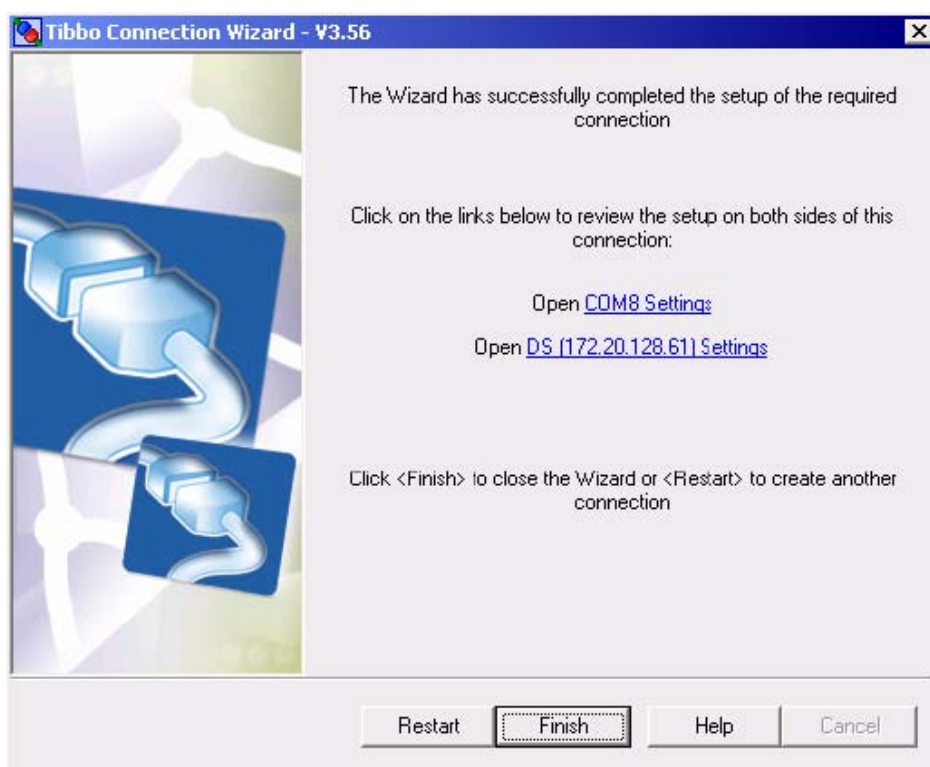 Tibbo Connection Wizard - V3.56
The Wizard has successfully completed the setup of the required
connection
Click on the links below to review the setup on both sides of this
connection:
Open COM8 Settings
Open DS (172.20.128.61) Settings
Click <Finish> to close the Wizard or <Restart> to create another
connection
Restart
Finish
Help
Cancel